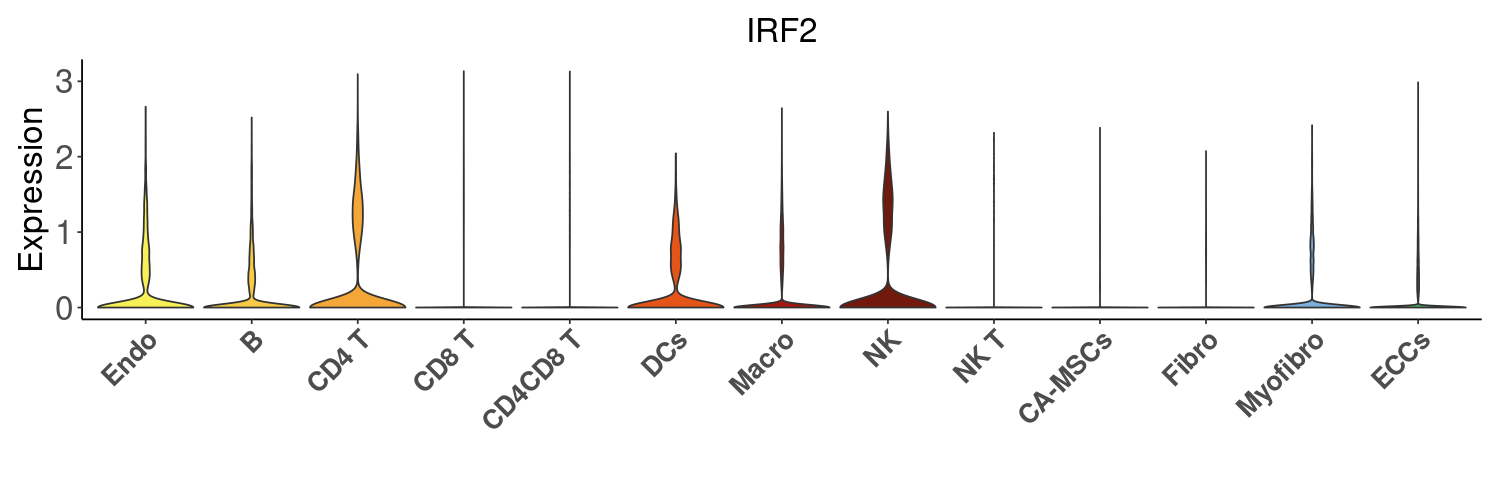 IRF2
Expression
3
2
1
0
Endo
B
CD4 T
CD8 T
CD4CD8 T
DCs
Macro
NK
NK T
CA-MSCs
Fibro
Myofibro
ECCs